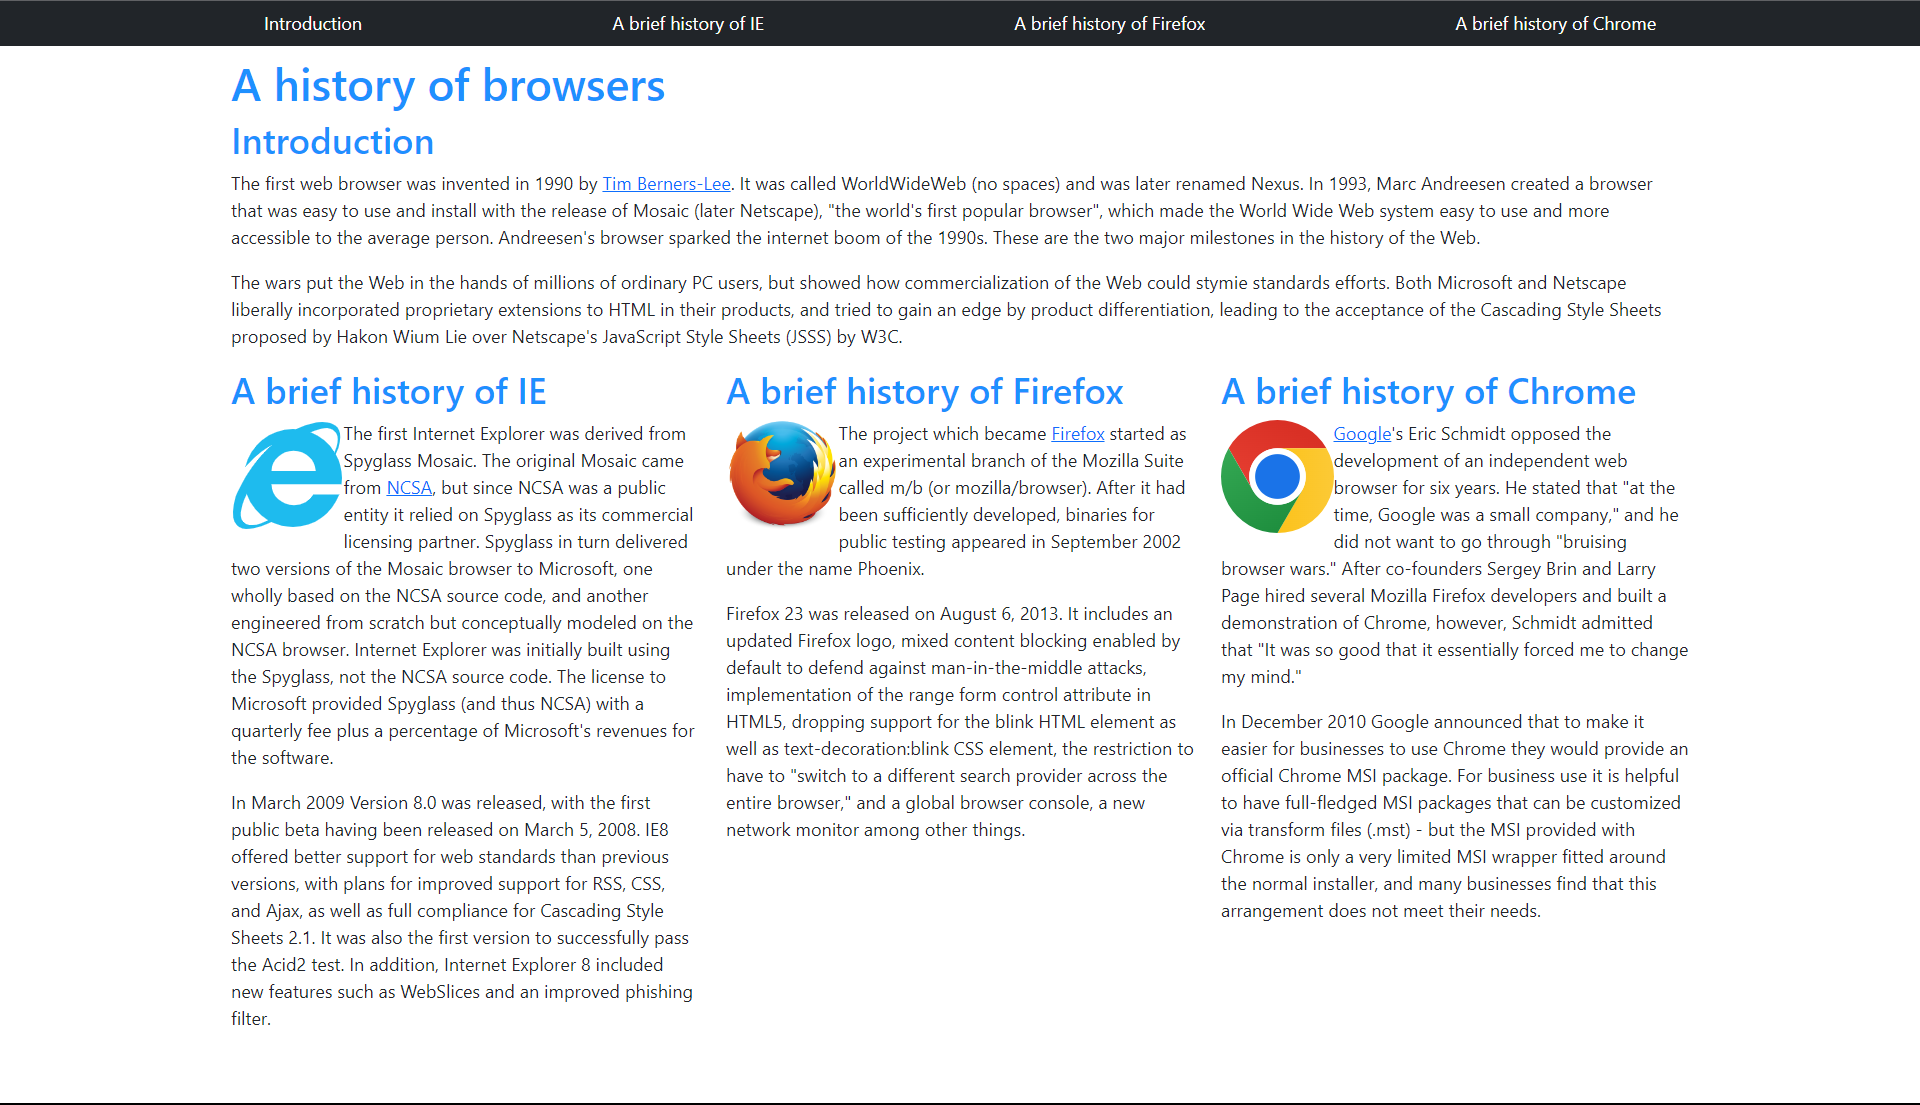 Introduction
A brief history of IE
A brief history of Firefox
A brief history of Chrome
A history of browsers
Introduction
The first web browser was invented in 1990 by Tim Berners-Lee. It was called WorldWideWeb (no spaces) and was later renamed Nexus. In 1993, Marc Andreesen created a browser
that was easy to use and install with the release of Mosaic (later Netscape), "the world's first popular browser", which made the World Wide Web system easy to use and more
accessible to the average person. Andreesen's browser sparked the internet boom of the 1990s. These are the two major milestones in the history of the Web.
The wars put the Web in the hands of millions of ordinary PC users, but showed how commercialization of the Web could stymie standards efforts. Both Microsoft and Netscape
liberally incorporated proprietary extensions to HTML in their products, and tried to gain an edge by product differentiation, leading to the acceptance of the Cascading Style Sheets
proposed by Hakon Wium Lie over Netscape's JavaScript Style Sheets (JSSS) by W3C.
A brief history of IE
The first Internet Explorer was derived from
Spyglass Mosaic. The original Mosaic came
from NCSA, but since NCSA was a public
entity it relied on Spyglass as its commercial
licensing partner. Spyglass in turn delivered
two versions of the Mosaic browser to Microsoft, one
wholly based on the NCSA source code, and another
engineered from scratch but conceptually modeled on the
NCSA browser. Internet Explorer was initially built using
the Spyglass, not the NCSA source code. The license to
Microsoft provided Spyglass (and thus NCSA) with a
quarterly fee plus a percentage of Microsoft's revenues for
the software.
In March 2009 Version 8.0 was released, with the first
public beta having been released on March 5, 2008. IE8
offered better support for web standards than previous
versions, with plans for improved support for RSS, CSS,
and Ajax, as well as full compliance for Cascading Style
Sheets 2.1. It was also the first version to successfully pass
the Acid2 test. In addition, Internet Explorer 8 included
new features such as WebSlices and an improved phishing
filter.
A brief history of Firefox
The project which became Firefox started as
an experimental branch of the Mozilla Suite
called m/b (or mozilla/browser). After it had
been sufficiently developed, binaries for
public testing appeared in September 2002
under the name Phoenix.
Firefox 23 was released on August 6, 2013. It includes an
updated Firefox logo, mixed content blocking enabled by
default to defend against man-in-the-middle attacks,
implementation of the range form control attribute in
HTML5, dropping support for the blink HTML element as
well as text-decoration:blink CSS element, the restriction to
have to "switch to a different search provider across the
entire browser," and a global browser console, a new
network monitor among other things.
A brief history of Chrome
Google's Eric Schmidt opposed the
development of an independent web
browser for six years. He stated that "at the
time, Google was a small company," and he
did not want to go through "bruising
browser wars." After co-founders Sergey Brin and Larry
Page hired several Mozilla Firefox developers and built a
demonstration of Chrome, however, Schmidt admitted
that "It was so good that it essentially forced me to change
my mind."
In December 2010 Google announced that to make it
easier for businesses to use Chrome they would provide an
official Chrome MSI package. For business use it is helpful
to have full-fledged MSI packages that can be customized
via transform files (.mst) - but the MSI provided with
Chrome is only a very limited MSI wrapper fitted around
the normal installer, and many businesses find that this
arrangement does not meet their needs.